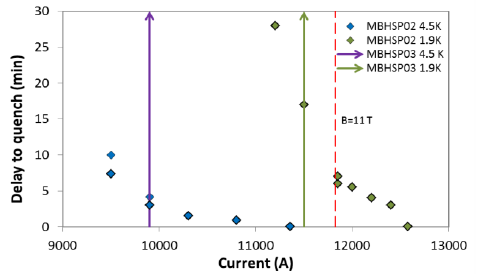 30
25
20
15
10
5
0
Delay to quench (min)
9000 10000 11000 12000 13000
Current (A)
MBHSP02 4.5K
MBHSP02 1.9K
MBHSP03 4.5 K
MBHSP03 1.9K
B=11 T